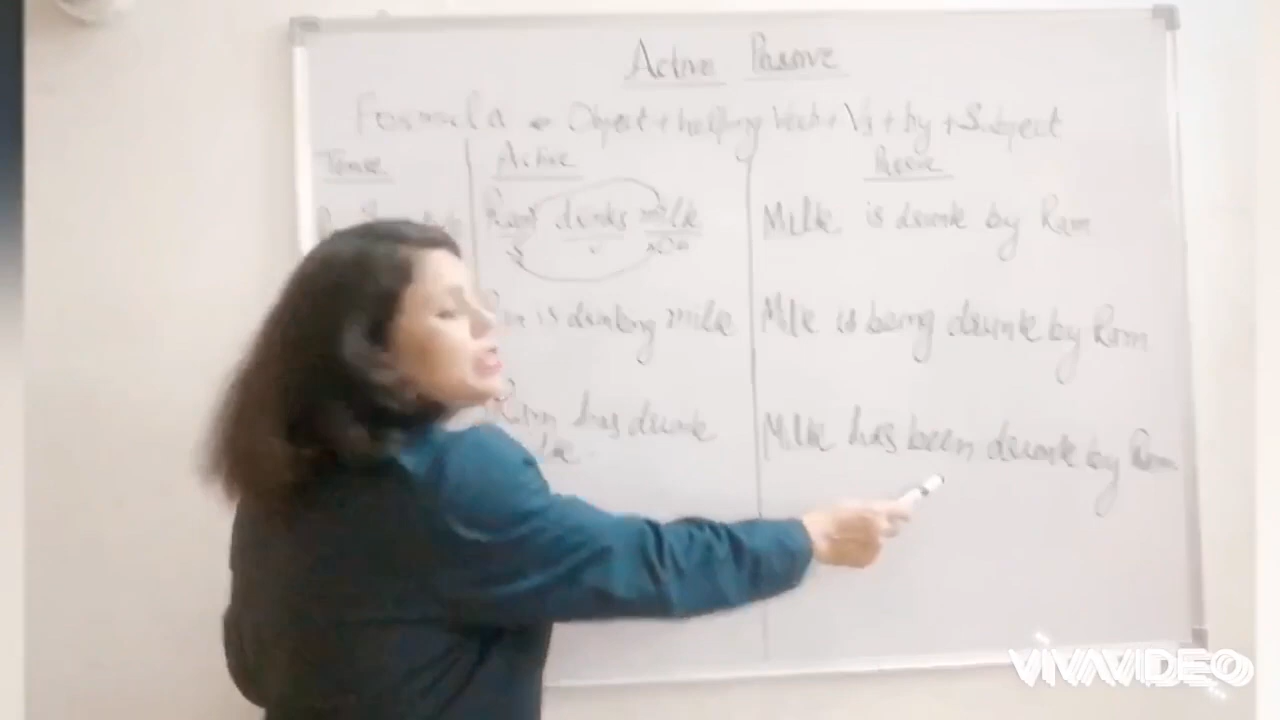 Active Passive
Formula - Object + helping Verb + V3 + by + Subject
Tense Active Passive
Ram drinks milk Milk is drunk by Ram
is drinking milk Milk is being drunk by Ram
Ram has drunk Milk has been drunk by Ram
VIVAVIDEO